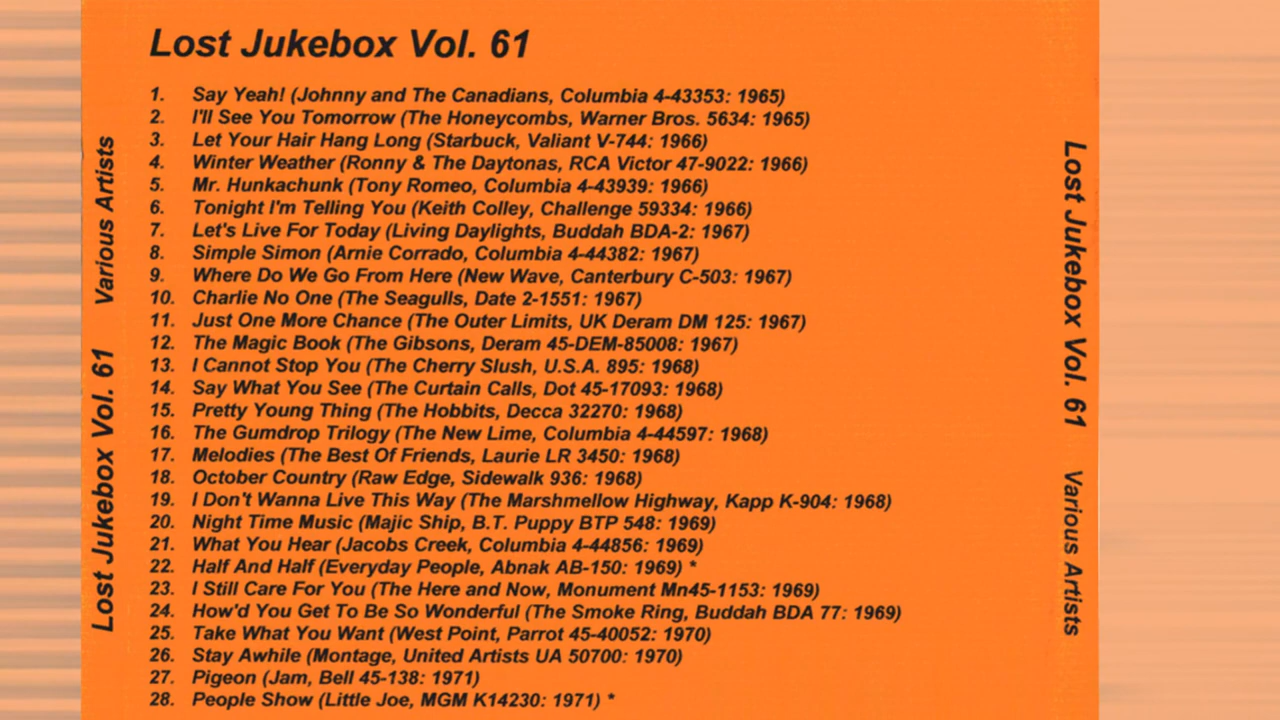 Lost Jukebox Vol. 61
1. Say Yeah! (Johnny and The Canadians, Columbia 4-43353: 1965)
2. I'll See You Tomorrow (The Honeycombs, Warner Bros. 5634: 1965)
3. Let Your Hair Hang Long (Starbuck, Valiant V-744: 1966)
4. Winter Weather (Ronny & The Daytonas, RCA Victor 47-9022: 1966)
5. Mr. Hunkachunk (Tony Romeo, Columbia 4-43939: 1966)
6. Tonight I'm Telling You (Keith Colley, Challenge 59334: 1966)
7. Let's Live For Today (Living Daylights, Buddah BDA-2: 1967)
8. Simple Simon (Arnie Corrado, Columbia 4-44382: 1967)
9. Where Do We Go From Here (New Wave, Canterbury C-503: 1967)
10. Charlie No One (The Seagulls, Date 2-1551: 1967)
11. Just One More Chance (The Outer Limits, UK Deram DM 125: 1967)
12. The Magic Book (The Gibsons, Deram 45-DEM-85008: 1967)
13. I Cannot Stop You (The Cherry Slush, U.S.A. 895: 1968)
14. Say What You See (The Curtain Calls, Dot 45-17093: 1968)
15. Pretty Young Thing (The Hobbits, Decca 32270: 1968)
16. The Gumdrop Trilogy (The New Lime, Columbia 4-44597: 1968)
17. Melodies (The Best Of Friends, Laurie LR 3450: 1968)
18. October Country (Raw Edge, Sidewalk 936: 1968)
19. I Don't Wanna Live This Way (The Marshmellow Highway, Kapp K-904: 1968)
20. Night Time Music (Majic Ship, B.T. Puppy BTP 548: 1969)
21. What You Hear (Jacobs Creek, Columbia 4-44856: 1969)
22. Half And Half (Everyday People, Abnak AB-150: 1969) *
23. I Still Care For You (The Here and Now, Monument Mn45-1153: 1969)
24. How'd You Get To Be So Wonderful (The Smoke Ring, Buddah BDA 77: 1969)
25. Take What You Want (West Point, Parrot 45-40052: 1970)
26. Stay Awhile (Montage, United Artists UA 50700: 1970)
27. Pigeon (Jam, Bell 45-138: 1971)
28. People Show (Little Joe, MGM K14230: 1971) *
Lost Jukebox Vol. 61 Various Artists
Lost Jukebox Vol. 61 Various Artists